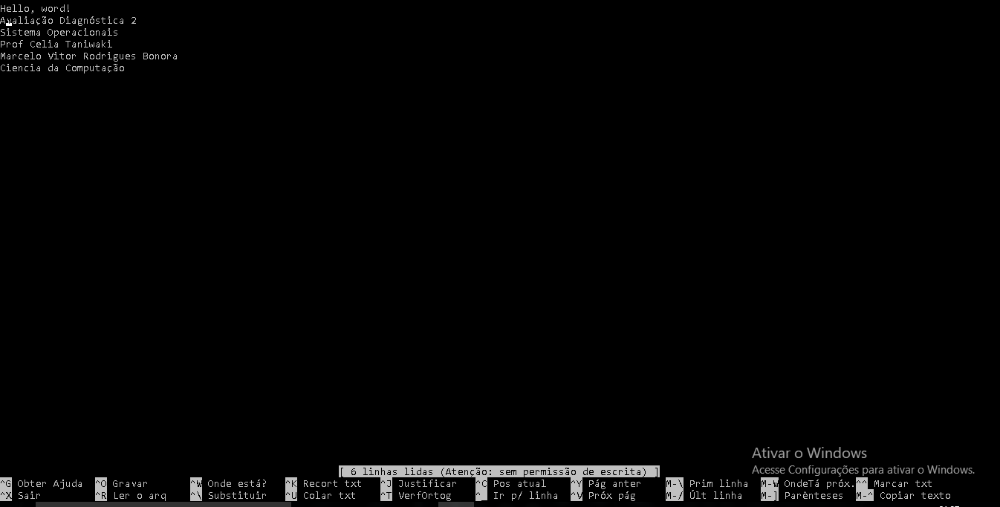 Hello, word!
Avaliação Diagnóstica 2
Sistema Operacionais
Prof Celia Taniwaki
Marcelo Vitor Rodrigues Bonora
Ciencia da Computação
Ativar o Windows
Acesse Configurações para ativar o Windows.
[ 6 linhas lidas (Atenção: sem permissão de escrita) ]
^G Obter Ajuda ^O Gravar ^W Onde está? ^K Recort txt ^J Justificar ^C Pos atual ^Y Pág anter M-\ Prim linha M-W OndeTá próx. ^^ Marcar txt
^X Sair ^R Ler o arq ^\ Substituir ^U Colar txt ^T VerfOrtog ^_ Ir p/ linha ^V Próx pág M-/ Últ linha M-] Parênteses M-^ Copiar texto